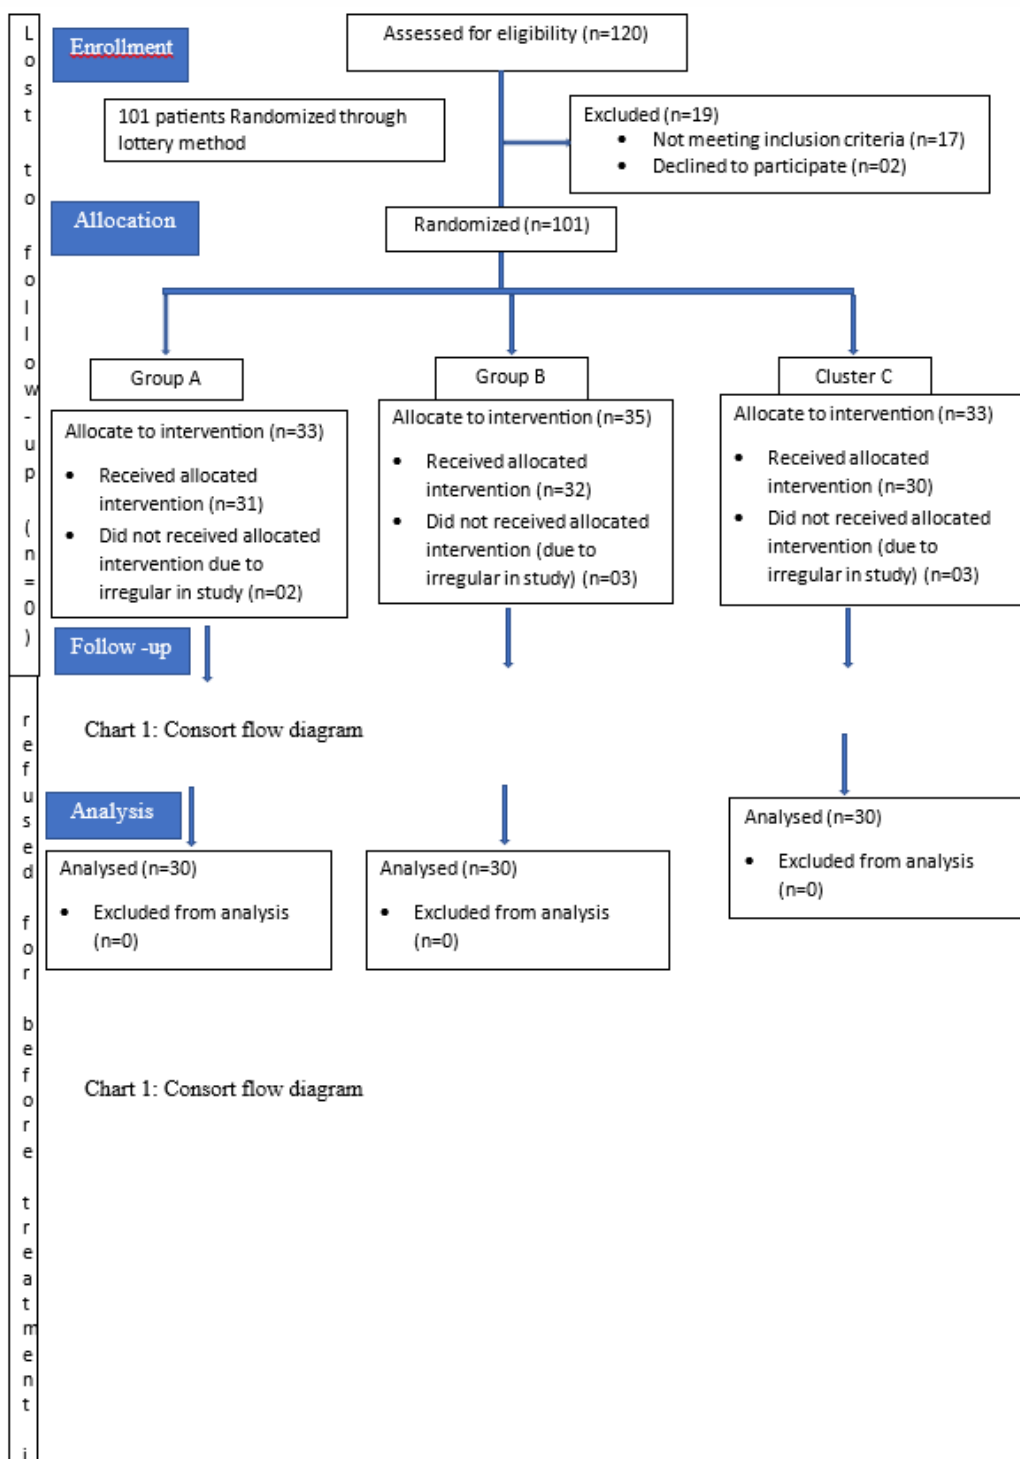 Lost to follow-up (n=0)
refused for before treatment i
Enrollment
Assessed for eligibility (n=120)
101 patients Randomized through
lottery method
Excluded (n=19)
• Not meeting inclusion criteria (n=17)
• Declined to participate (n=02)
Allocation
Randomized (n=101)
Group A
Allocate to intervention (n=33)
• Received allocated
intervention (n=31)
• Did not received allocated
intervention due to
irregular in study (n=02)
Group B
Allocate to intervention (n=35)
• Received allocated
intervention (n=32)
• Did not received allocated
intervention (due to
irregular in study) (n=03)
Cluster C
Allocate to intervention (n=33)
• Received allocated
intervention (n=30)
• Did not received allocated
intervention (due to
irregular in study) (n=03)
Follow -up
Chart 1: Consort flow diagram
Analysis
Analysed (n=30)
• Excluded from analysis
(n=0)
Analysed (n=30)
• Excluded from analysis
(n=0)
Analysed (n=30)
• Excluded from analysis
(n=0)
Chart 1: Consort flow diagram